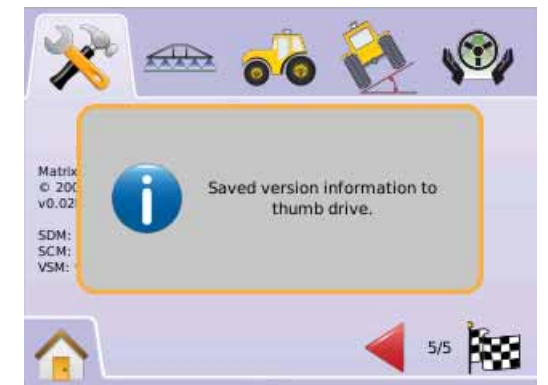 Matrix
© 200
v0.02
SDM:
SCM:
VSM:
Saved version information to
thumb drive.
5/5